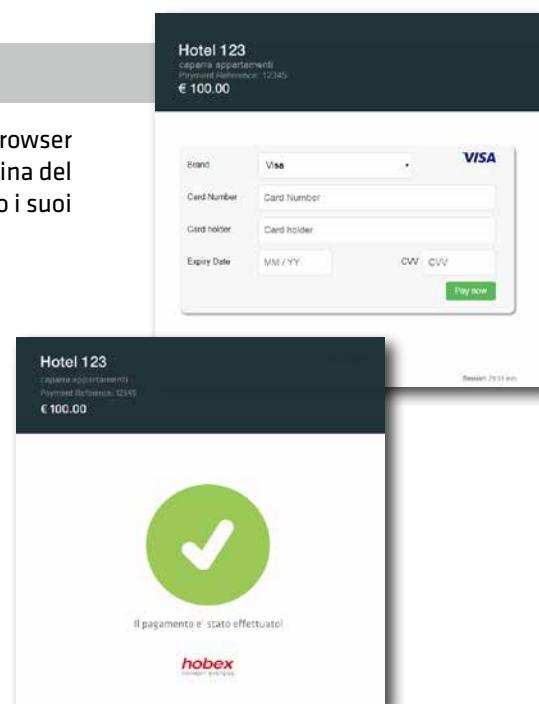 Hotel 123
caparra appartamenti
Payment Reference: 12345
€ 100.00
rowser
ina del
o i suoi
Brand Visa VISA
Card Number Card Number
Card holder Card holder
Expiry Date MM / YY CVV CVV
Pay now
Hotel 123
caparra appartamenti
Payment Reference: 12345
€ 100.00
Il pagamento e' stato effettuato!
hobex